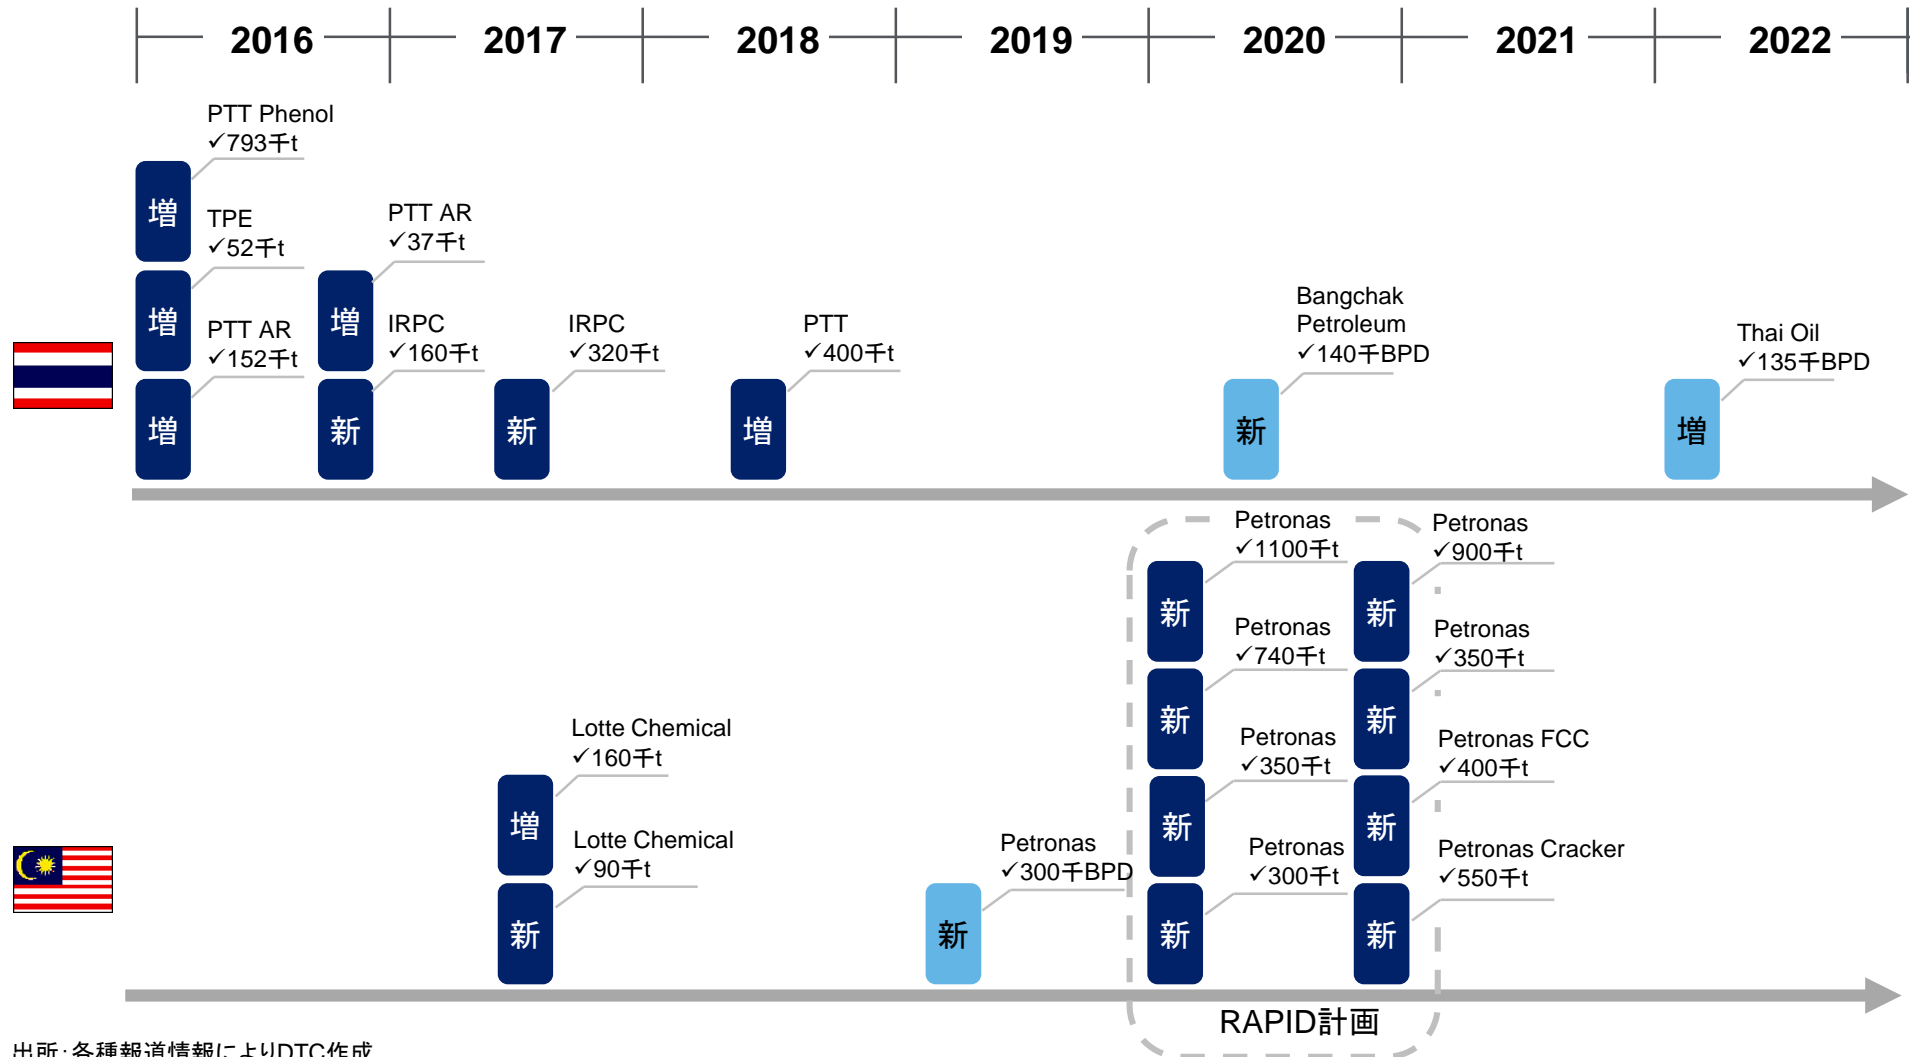 2016 2017 2018 2019 2020 2021 2022
PTT Phenol
✓793千t
増
TPE
✓52千t
増
PTT AR
✓152千t
増
PTT AR
✓37千t
増
IRPC
✓160千t
新
IRPC
✓320千t
新
PTT
✓400千t
増
Bangchak
Petroleum
✓140千BPD
新
Thai Oil
✓135千BPD
増
Lotte Chemical
✓160千t
増
Lotte Chemical
✓90千t
新
Petronas
✓300千BPD
新
Petronas
✓1100千t
新
Petronas
✓740千t
新
Petronas
✓350千t
新
Petronas
✓300千t
新
Petronas
✓900千t
新
Petronas
✓350千t
新
Petronas FCC
✓400千t
新
Petronas Cracker
✓550千t
新
RAPID計画
出所：各種報道情報によりDTC作成